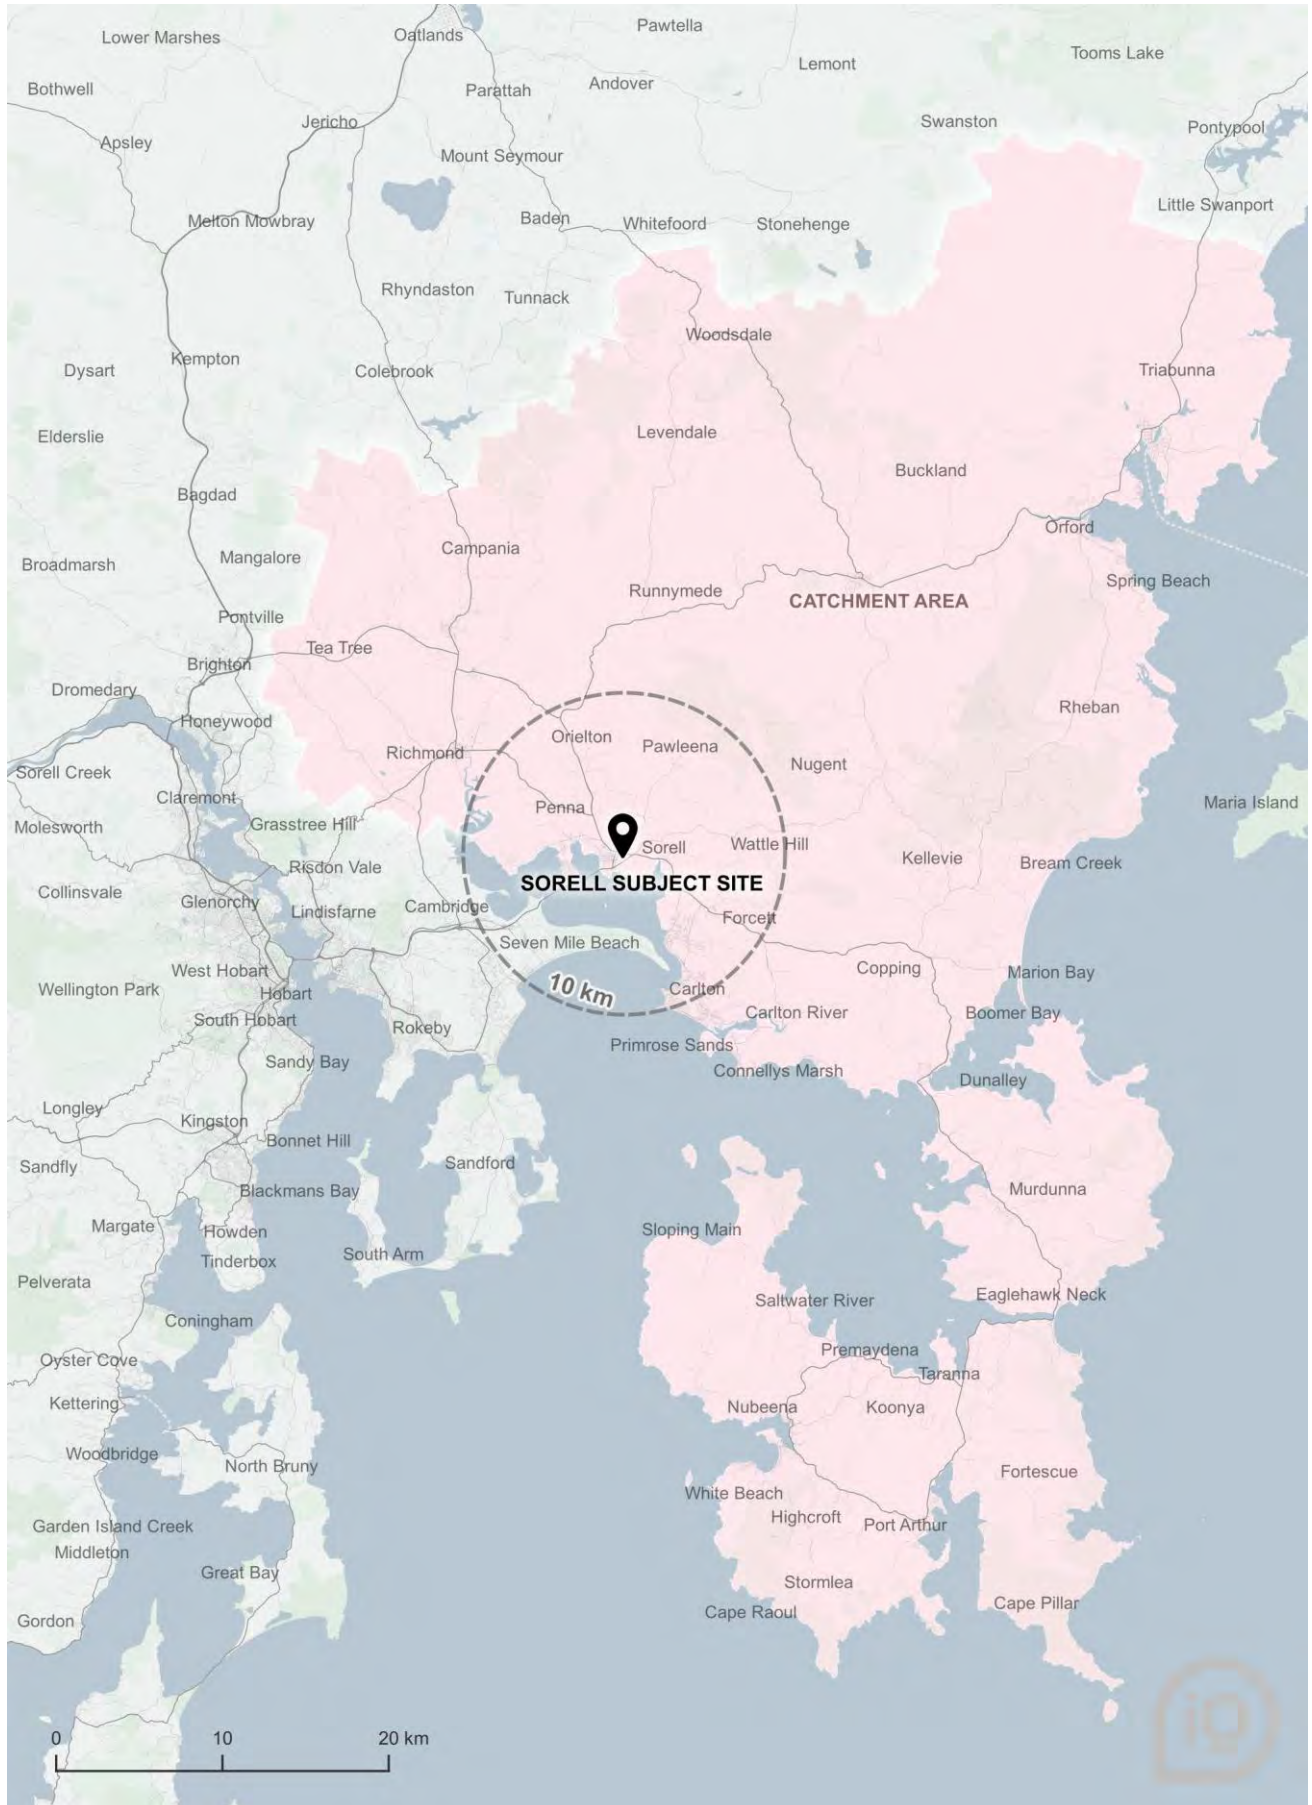 Pawtella
Lower Marshes
Oatlands
Tooms Lake
Lemont
Andover
Bothwell
Parattah
Jericho
Swanston
Pontypool
Apsley
Mount Seymour
Little Swanport
Melton Mowbray
Baden
Whitefoord
Stonehenge
Rhyndaston
Tunnack
Woodsdale
Kempton
Dysart
Colebrook
Triabunna
Elderslie
Levendale
Buckland
Bagdad
Orford
Campania
Mangalore
Broadmarsh
Spring Beach
Runnymede
CATCHMENT AREA
Pontville
Tea Tree
Brighton
Dromedary
Rheban
Honeywood
Orielton
Pawleena
Richmond
Nugent
Sorell Creek
Claremont
Maria Island
Penna
Molesworth
Grasstree Hill
Sorell
Wattle Hill
Kellevie
Bream Creek
Risdon Vale
SORELL SUBJECT SITE
Collinsvale
Glenorchy
Lindisfarne
Cambridge
Forcett
Seven Mile Beach
West Hobart
Copping
Marion Bay
Wellington Park
Hobart
10 km
Carlton
South Hobart
Rokeby
Carlton River
Boomer Bay
Primrose Sands
Sandy Bay
Connellys Marsh
Dunalley
Longley
Kingston
Bonnet Hill
Sandfly
Sandford
Blackmans Bay
Murdunna
Margate
Howden
Sloping Main
Tinderbox
South Arm
Pelverata
Saltwater River
Eaglehawk Neck
Coningham
Premaydena
Oyster Cove
Taranna
Kettering
Nubeena
Koonya
Woodbridge
North Bruny
Fortescue
White Beach
Highcroft
Port Arthur
Garden Island Creek
Middleton
Great Bay
Stormlea
Cape Raoul
Cape Pillar
Gordon
0 10 20 km
iQ